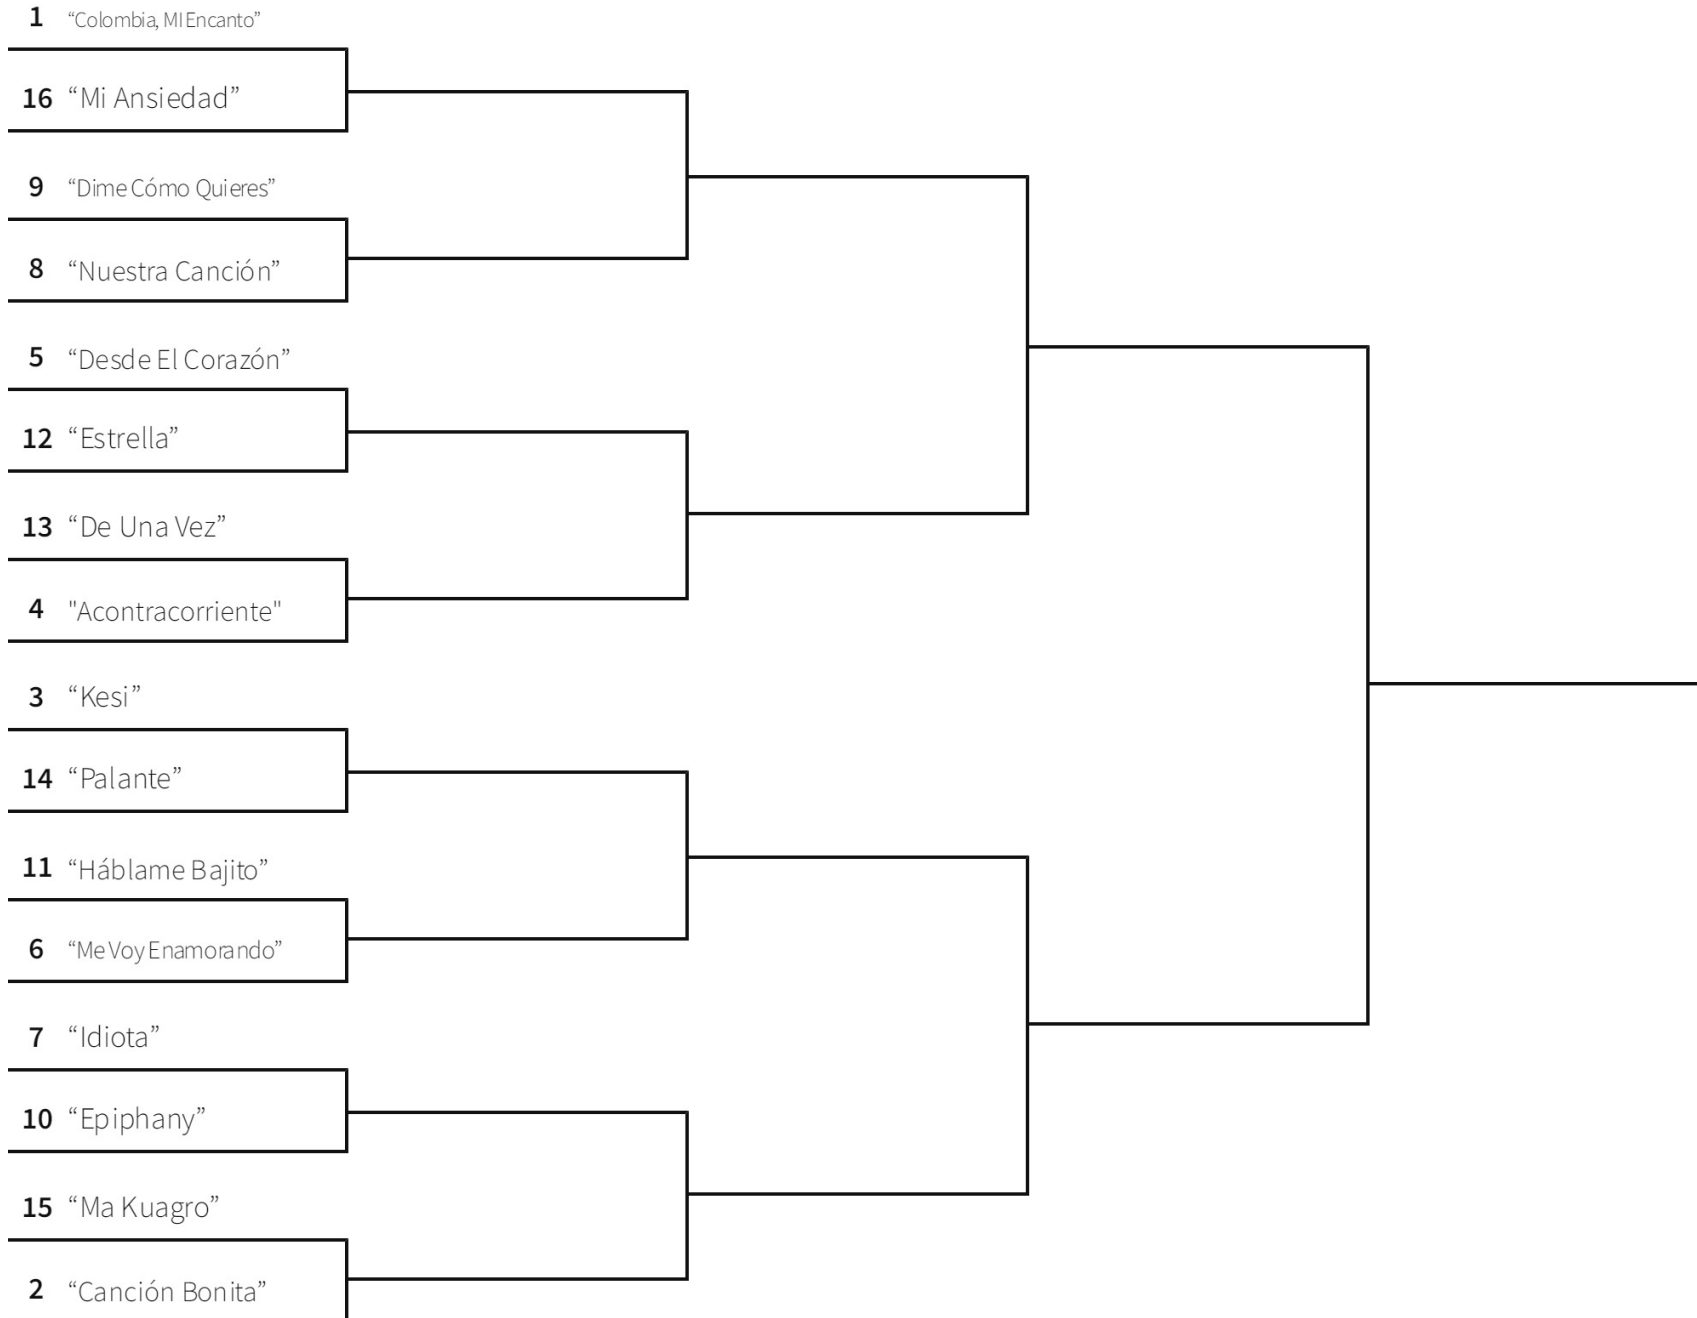 1 “Colombia, MI Encanto”
16 “Mi Ansiedad”
9 “Dime Cómo Quieres”
8 “Nuestra Canción”
5 “Desde El Corazón”
12 “Estrella”
13 “De Una Vez”
4 "Acontracorriente"
3 “Kesi”
14 “Palante”
11 “Háblame Bajito”
6 “Me Voy Enamorando”
7 “Idiota”
10 “Epiphany”
15 “Ma Kuagro”
2 “Canción Bonita”